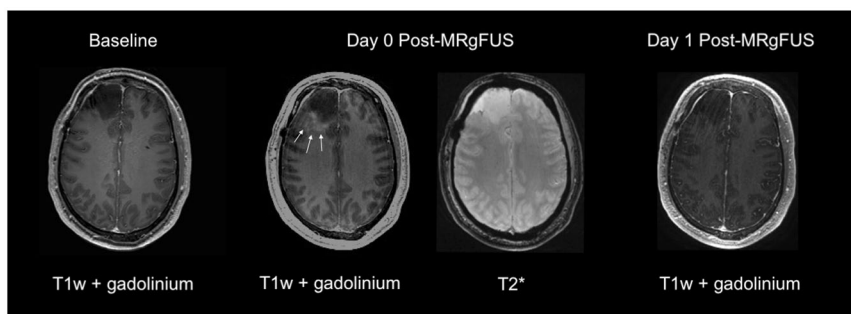 Baseline
Day 0 Post-MRgFUS
Day 1 Post-MRgFUS
T1w + gadolinium
T1w + gadolinium
T2*
T1w + gadolinium